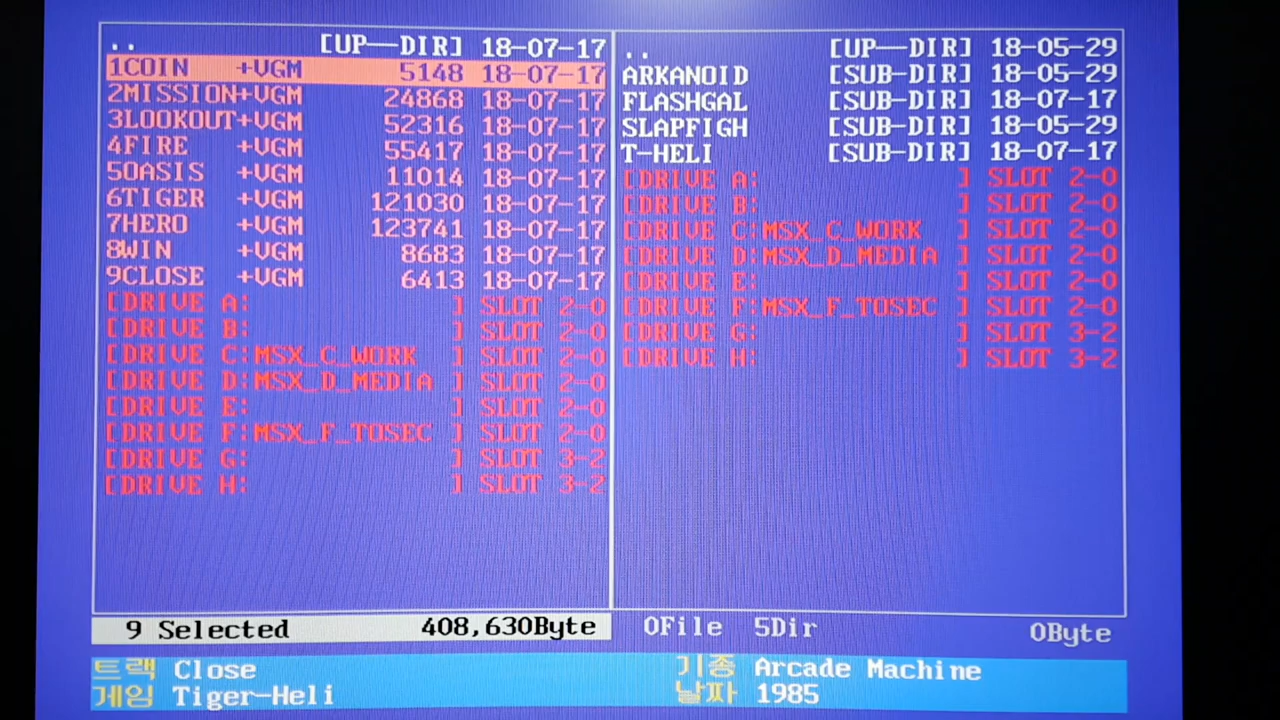 ..  [UP—DIR] 18-07-17
1COIN +VGM 5148 18-07-17
2MISSION+VGM 24868 18-07-17
3LOOKOUT+VGM 52316 18-07-17
4FIRE +VGM 55417 18-07-17
5OASIS +VGM 11014 18-07-17
6TIGER +VGM 121030 18-07-17
7HERO +VGM 123741 18-07-17
8WIN +VGM 8683 18-07-17
9CLOSE +VGM 6413 18-07-17
[DRIVE A: ] SLOT 2-0
[DRIVE B: ] SLOT 2-0
[DRIVE C:MSX_C_WORK ] SLOT 2-0
[DRIVE D:MSX_D_MEDIA ] SLOT 2-0
[DRIVE E: ] SLOT 2-0
[DRIVE F:MSX_F_TOSEC ] SLOT 2-0
[DRIVE G: ] SLOT 3-2
[DRIVE H: ] SLOT 3-2
9 Selected 408,630Byte
.. [UP—DIR] 18-05-29
ARKANOID [SUB-DIR] 18-05-29
FLASHGAL [SUB-DIR] 18-07-17
SLAPFIGH [SUB-DIR] 18-05-29
T-HELI [SUB-DIR] 18-07-17
[DRIVE A: ] SLOT 2-0
[DRIVE B: ] SLOT 2-0
[DRIVE C:MSX_C_WORK ] SLOT 2-0
[DRIVE D:MSX_D_MEDIA ] SLOT 2-0
[DRIVE E: ] SLOT 2-0
[DRIVE F:MSX_F_TOSEC ] SLOT 2-0
[DRIVE G: ] SLOT 3-2
[DRIVE H: ] SLOT 3-2
0File 5Dir 0Byte
트랙 Close 기종 Arcade Machine
게임 Tiger-Heli 날짜 1985